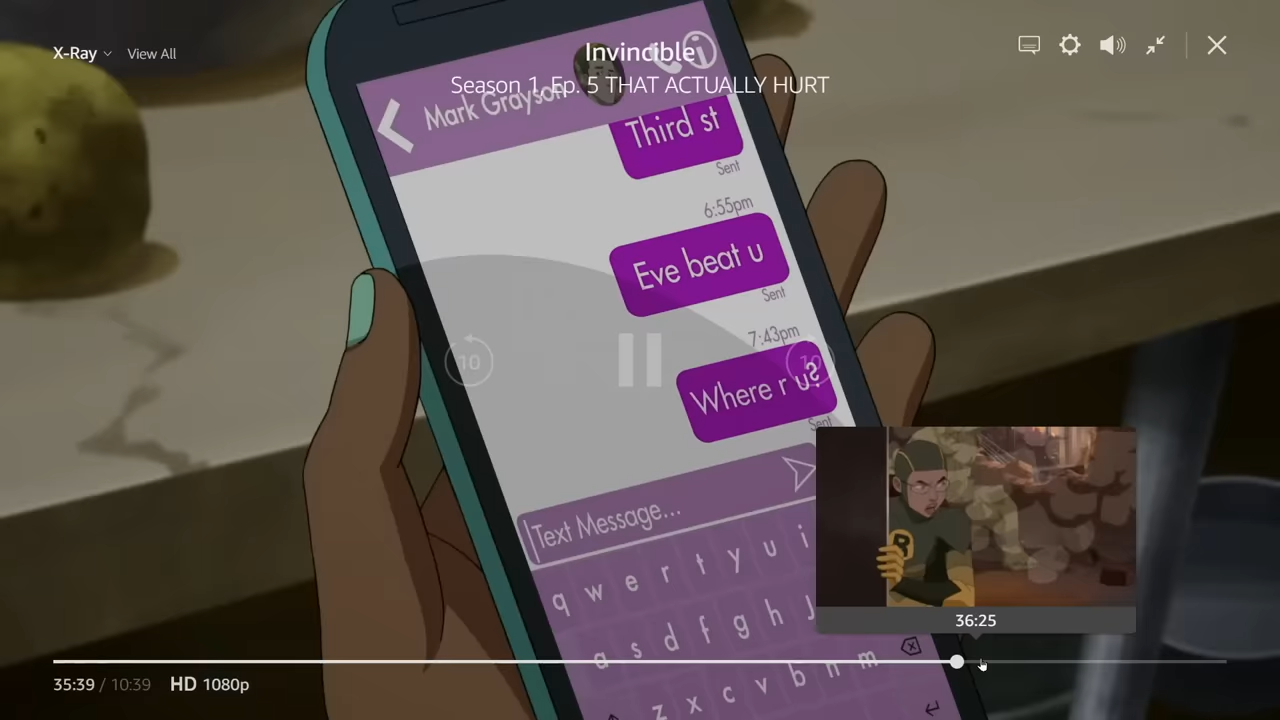 X-Ray View All
Invincible
Season 1, Ep. 5 THAT ACTUALLY HURT
Mark Grayson
Third st
Sent
6:55pm
Eve beat u
Sent
7:43pm
Where r u?
Sent
10
10
Text Message...
q w e r t y u i
a s d f g h j
z x c v b n m
R
36:25
35:39 / 10:39 HD 1080p